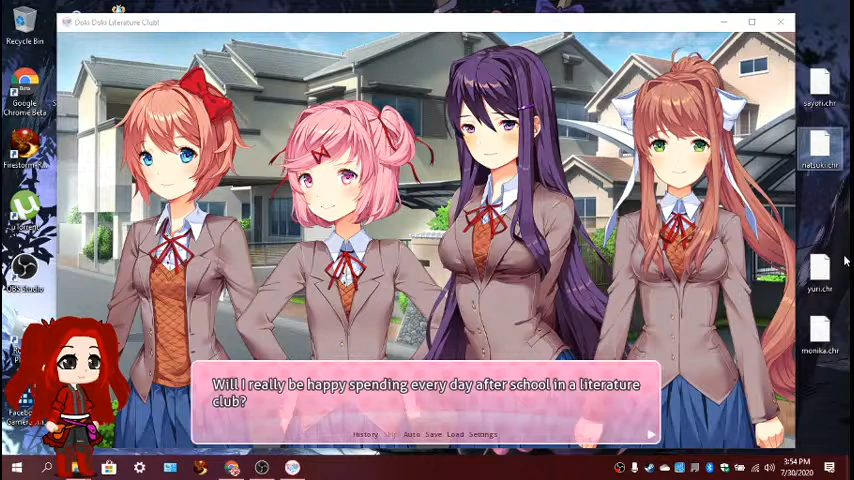 Doki Doki Literature Club!
Recycle Bin
Google
Chrome Beta
Firestorm-R...
uTorrent
OBS Studio
sayori.chr
natsuki.chr
yuri.chr
monika.chr
Will I really be happy spending every day after school in a literature
club?
History Skip Auto Save Load Settings
3:54 PM
7/30/2020